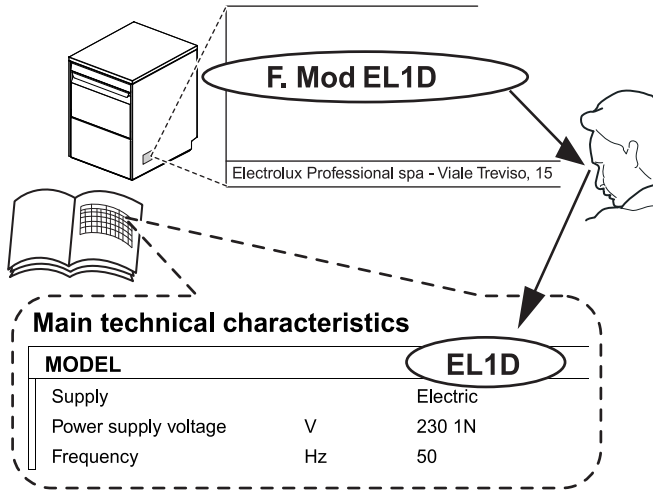 F. Mod EL1D
Electrolux Professional spa - Viale Treviso, 15
Main technical characteristics
MODEL EL1D
Supply Electric
Power supply voltage V 230 1N
Frequency Hz 50